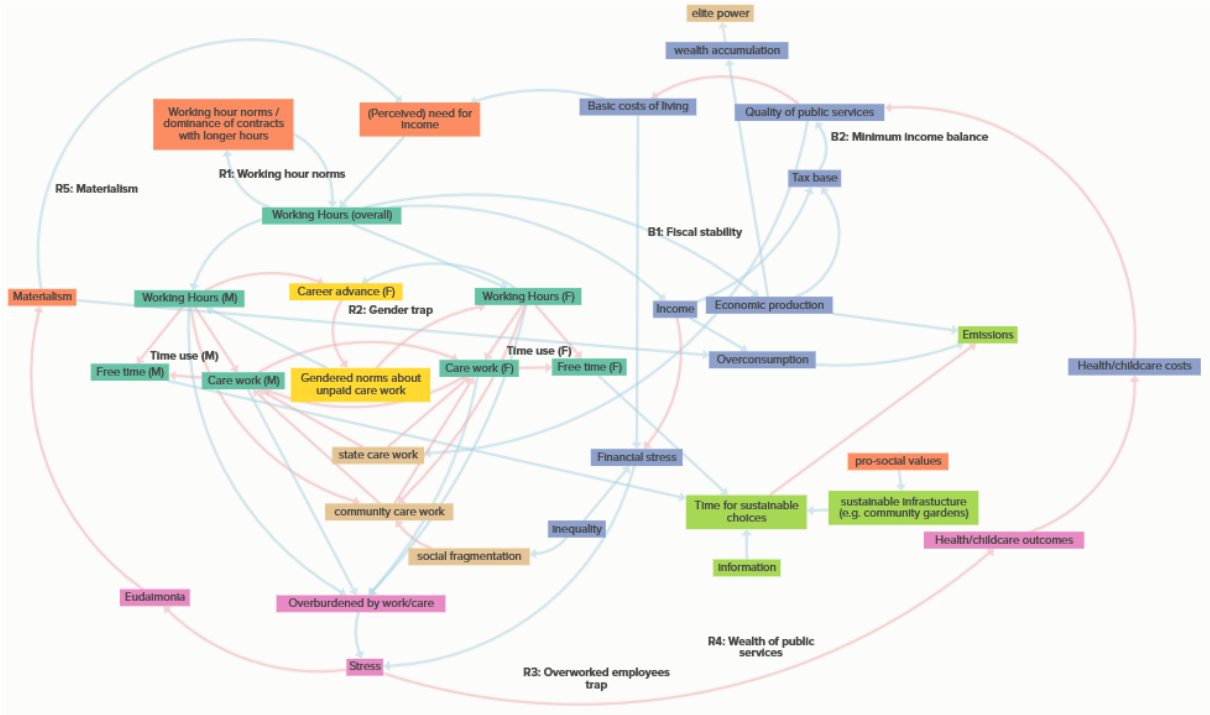 elite power
wealth accumulation
Working hour norms /
dominance of contracts
with longer hours
(Perceived) need for
income
Basic costs of living
Quality of public services
B2: Minimum income balance
R1: Working hour norms
Tax base
R5: Materialism
Working Hours (overall)
B1: Fiscal stability
Materialism
Working Hours (M)
Career advance (F)
Working Hours (F)
R2: Gender trap
Income
Economic production
Emissions
Time use (M)
Time use (F)
Overconsumption
Free time (M)
Care work (M)
Gendered norms about
unpaid care work
Care work (F)
Free time (F)
Health/childcare costs
state care work
Financial stress
pro-social values
community care work
Time for sustainable
choices
sustainable infrastucture
(e.g. community gardens)
Inequality
social fragmentation
Health/childcare outcomes
information
Eudaimonia
Overburdened by work/care
R4: Wealth of public
services
Stress
R3: Overworked employees
trap